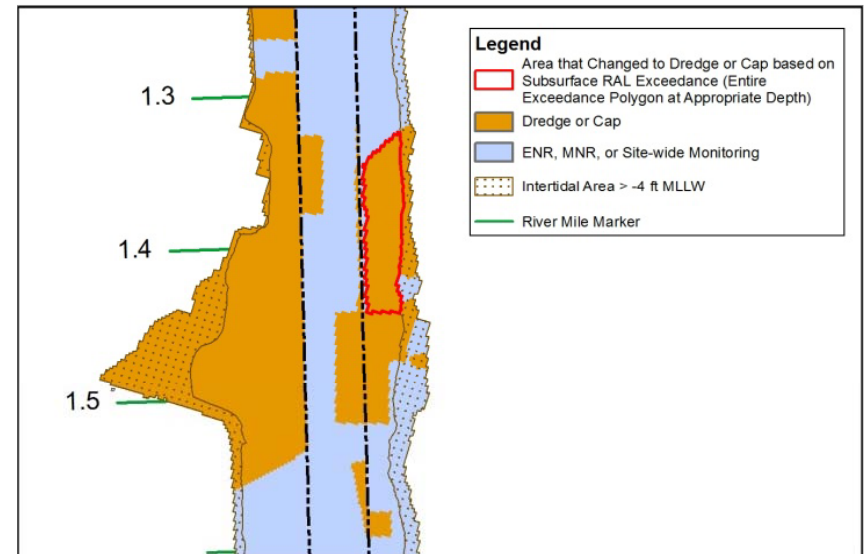 Legend
Area that Changed to Dredge or Cap based on
Subsurface RAL Exceedance (Entire
Exceedance Polygon at Appropriate Depth)
Dredge or Cap
ENR, MNR, or Site-wide Monitoring
Intertidal Area > -4 ft MLLW
River Mile Marker
1.3
1.4
1.5